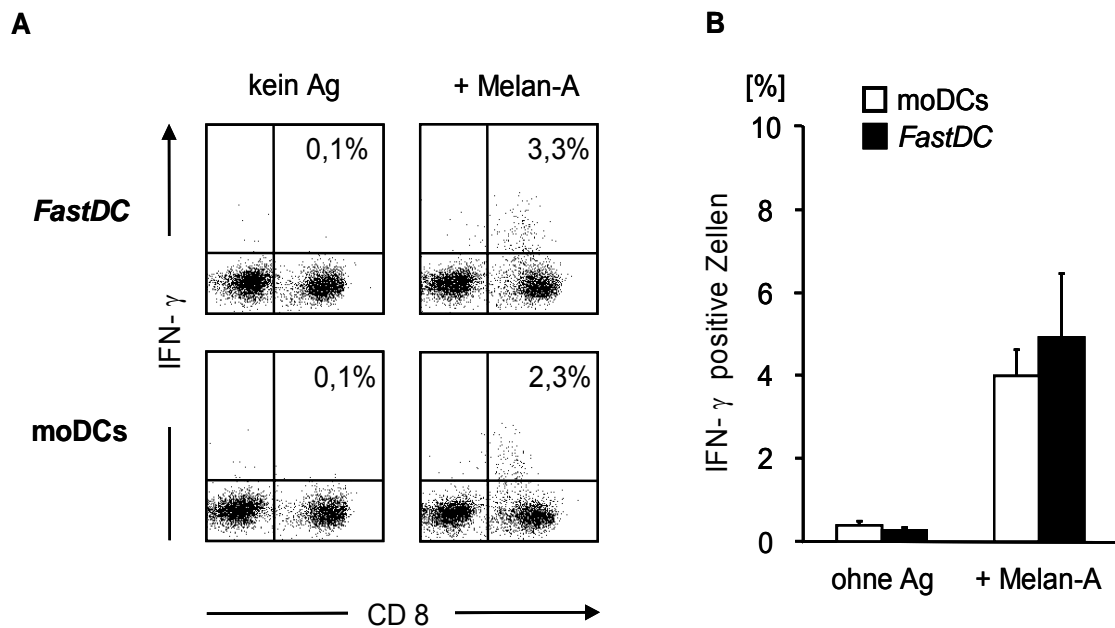 A
kein Ag
+ Melan-A
FastDC
0,1%
3,3%
IFN- γ
moDCs
0,1%
2,3%
CD 8
B
[%]
moDCs
FastDC
IFN- γ positive Zellen
10
8
6
4
2
0
ohne Ag
+ Melan-A